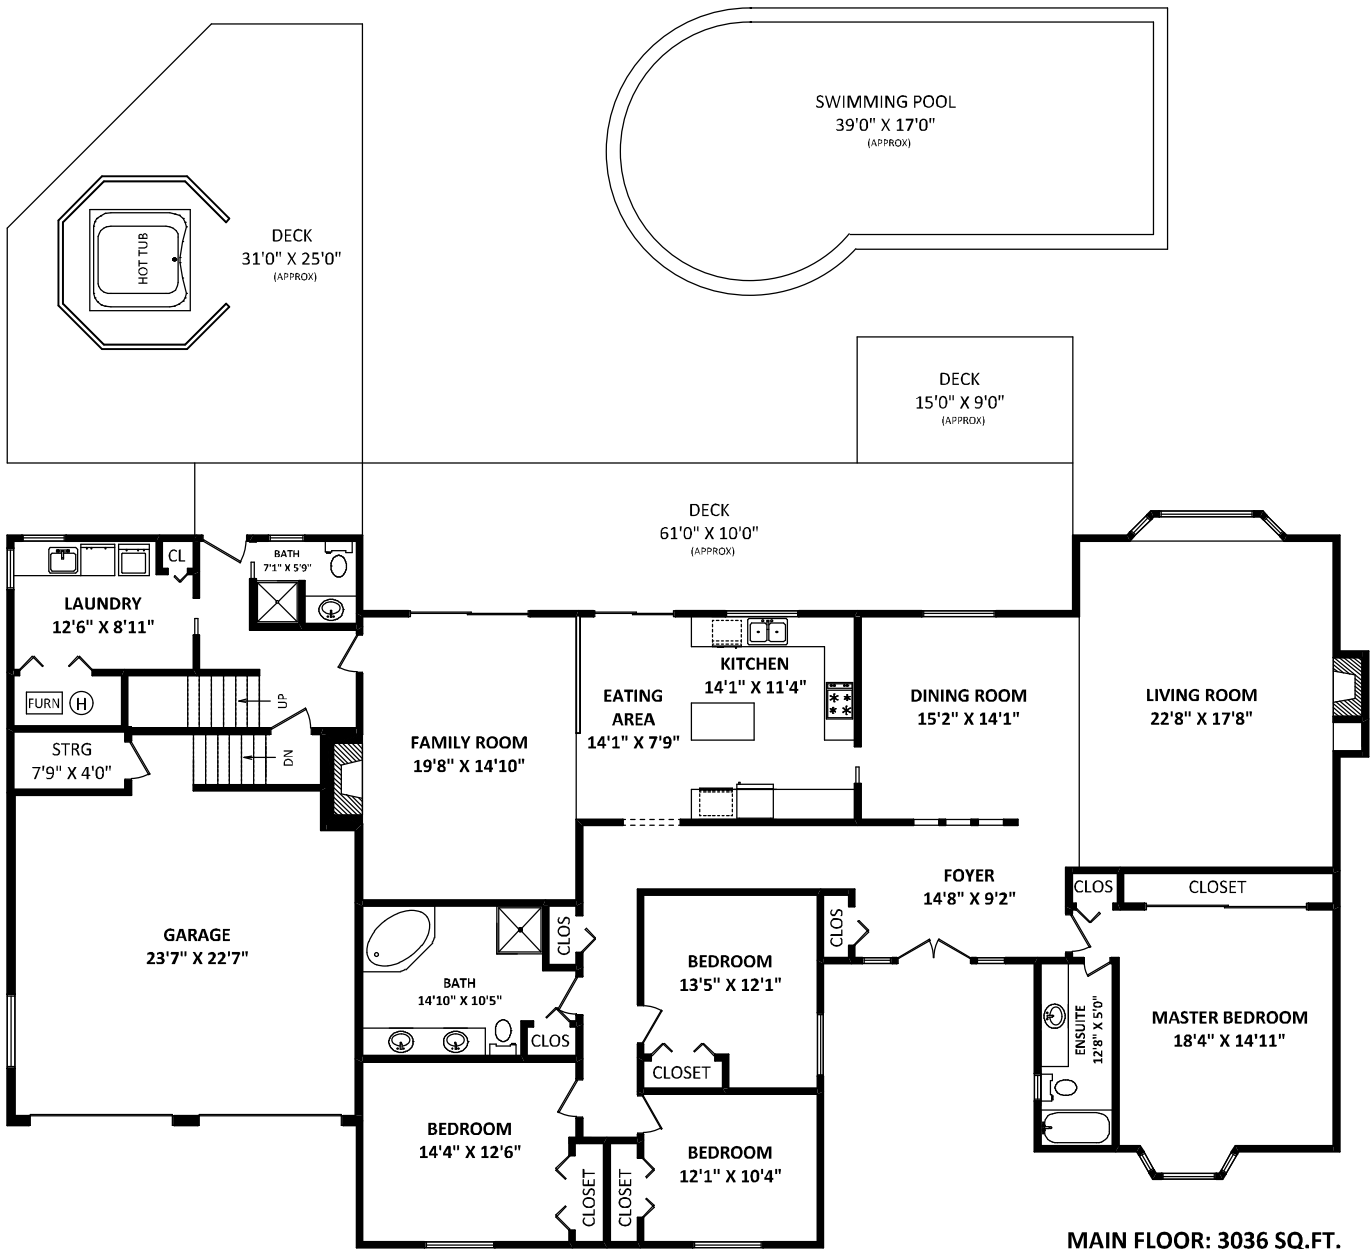 SWIMMING POOL
39'0" X 17'0"
(APPROX)
HOT TUB
DECK
31'0" X 25'0"
(APPROX)
DECK
15'0" X 9'0"
(APPROX)
DECK
61'0" X 10'0"
(APPROX)
CL
BATH
7'1" X 5'9"
LAUNDRY
12'6" X 8'11"
FURN
H
UP
STRG
7'9" X 4'0"
DN
FAMILY ROOM
19'8" X 14'10"
EATING
AREA
14'1" X 7'9"
KITCHEN
14'1" X 11'4"
DINING ROOM
15'2" X 14'1"
LIVING ROOM
22'8" X 17'8"
FOYER
14'8" X 9'2"
CLOS
CLOSET
GARAGE
23'7" X 22'7"
CLOS
CLOS
BATH
14'10" X 10'5"
CLOS
BEDROOM
13'5" X 12'1"
CLOSET
ENSUITE
12'8" X 5'0"
MASTER BEDROOM
18'4" X 14'11"
BEDROOM
14'4" X 12'6"
CLOSET
CLOSET
BEDROOM
12'1" X 10'4"
MAIN FLOOR: 3036 SQ.FT.